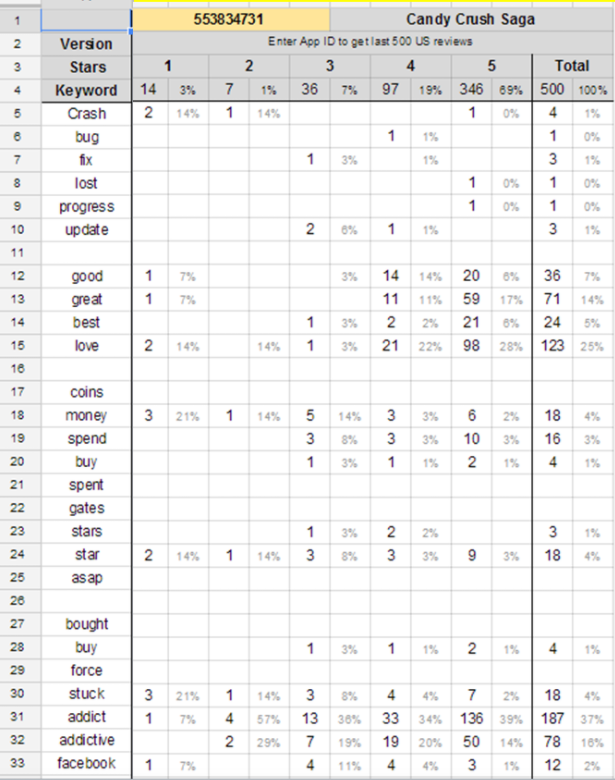 1 553834731 Candy Crush Saga
2 Version Enter App ID to get last 500 US reviews
3 Stars 1 2 3 4 5 Total
4 Keyword 14 3% 7 1% 36 7% 97 19% 346 69% 500 100%
5 Crash 2 14% 1 14% 1 0% 4 1%
6 bug 1 1% 1 0%
7 fix 1 3% 1% 3 1%
8 lost 1 0% 1 0%
9 progress 1 0% 1 0%
10 update 2 6% 1 1% 3 1%
11
12 good 1 7% 3% 14 14% 20 6% 36 7%
13 great 1 7% 11 11% 59 17% 71 14%
14 best 1 3% 2 2% 21 6% 24 5%
15 love 2 14% 14% 1 3% 21 22% 98 28% 123 25%
16
17 coins
18 money 3 21% 1 14% 5 14% 3 3% 6 2% 18 4%
19 spend 3 8% 3 3% 10 3% 16 3%
20 buy 1 3% 1 1% 2 1% 4 1%
21 spent
22 gates
23 stars 1 3% 2 2% 3 1%
24 star 2 14% 1 14% 3 8% 3 3% 9 3% 18 4%
25 asap
26
27 bought
28 buy 1 3% 1 1% 2 1% 4 1%
29 force
30 stuck 3 21% 1 14% 3 8% 4 4% 7 2% 18 4%
31 addict 1 7% 4 57% 13 36% 33 34% 136 39% 187 37%
32 addictive 2 29% 7 19% 19 20% 50 14% 78 16%
33 facebook 1 7% 4 11% 4 4% 3 1% 12 2%